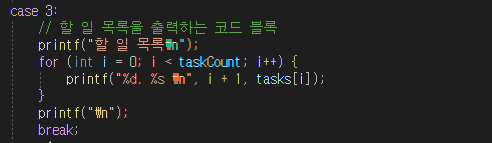 case 3:
// 할 일 목록을 출력하는 코드 블록
printf("할 일 목록₩n");
for (int i = 0; i < taskCount; i++) {
printf("%d. %s ₩n", i + 1, tasks[i]);
}
printf("₩n");
break;